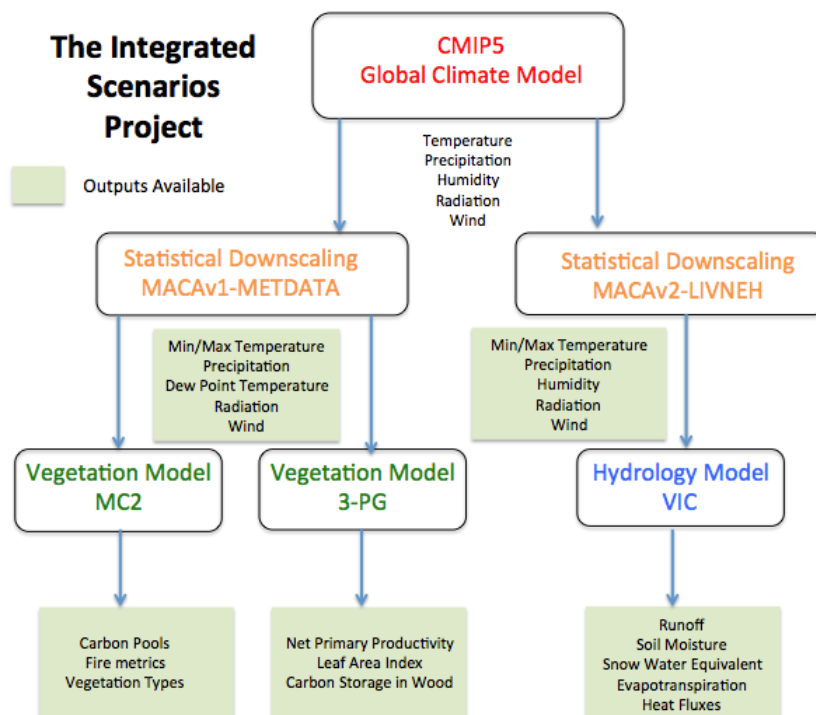 The Integrated
Scenarios
Project
Outputs Available
CMIP5
Global Climate Model
Temperature
Precipitation
Humidity
Radiation
Wind
Statistical Downscaling
MACAv1-METDATA
Statistical Downscaling
MACAv2-LIVNEH
Min/Max Temperature
Precipitation
Dew Point Temperature
Radiation
Wind
Min/Max Temperature
Precipitation
Humidity
Radiation
Wind
Vegetation Model
MC2
Vegetation Model
3-PG
Hydrology Model
VIC
Carbon Pools
Fire metrics
Vegetation Types
Net Primary Productivity
Leaf Area Index
Carbon Storage in Wood
Runoff
Soil Moisture
Snow Water Equivalent
Evapotranspiration
Heat Fluxes